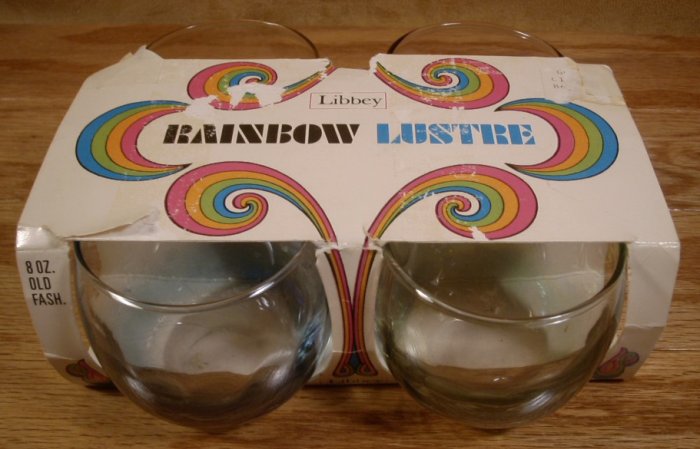 Libbey
RAINBOW LUSTRE
8 OZ.
OLD
FASH.